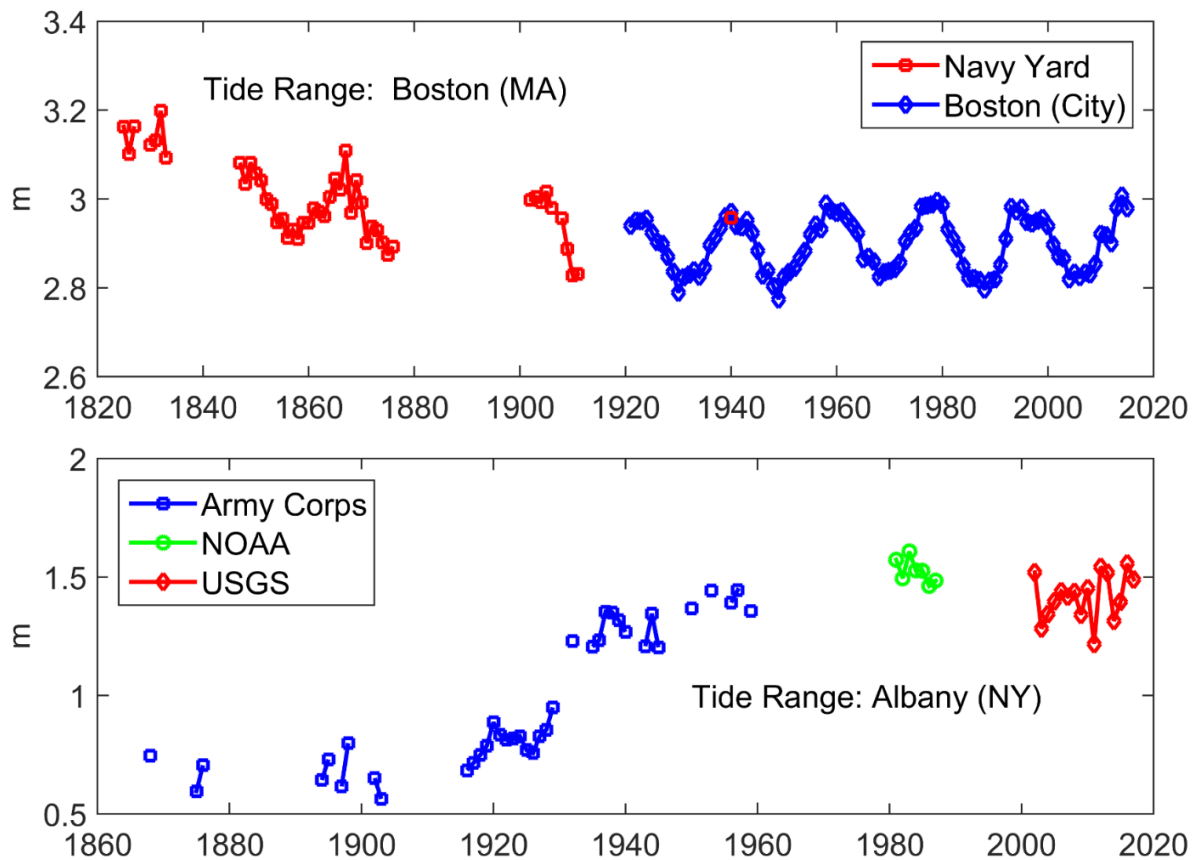 3.4
3.2
3
2.8
2.6
m
Tide Range: Boston (MA)
Navy Yard
Boston (City)
1820 1840 1860 1880 1900 1920 1940 1960 1980 2000 2020
2
1.5
1
0.5
m
Army Corps
NOAA
USGS
Tide Range: Albany (NY)
1860 1880 1900 1920 1940 1960 1980 2000 2020